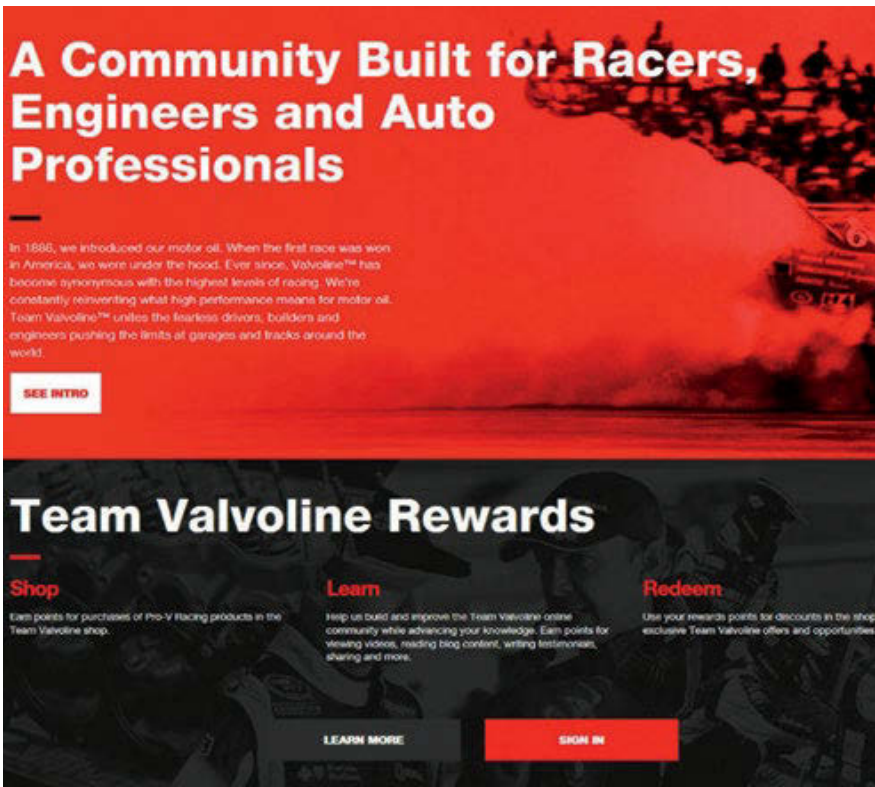 A Community Built for Racers,
Engineers and Auto
Professionals
In 1886, we introduced our motor oil. When the first race was won
in America, we were under the hood. Ever since, Valvoline™ has
become synonymous with the highest levels of racing. We're
constantly reinventing what high performance means for motor oil.
Team Valvoline™ unites the fearless drivers, builders and
engineers pushing the limits at garages and tracks around the
world.
SEE INTRO
Team Valvoline Rewards
Shop
Earn points for purchases of Pro-V Racing products in the
Team Valvoline shop.
Learn
Help us build and improve the Team Valvoline online
community while advancing your knowledge. Earn points for
viewing videos, reading blog content, writing testimonials,
sharing and more.
Redeem
Use your rewards points for discounts in the shop
exclusive Team Valvoline offers and opportunities
LEARN MORE
SIGN IN